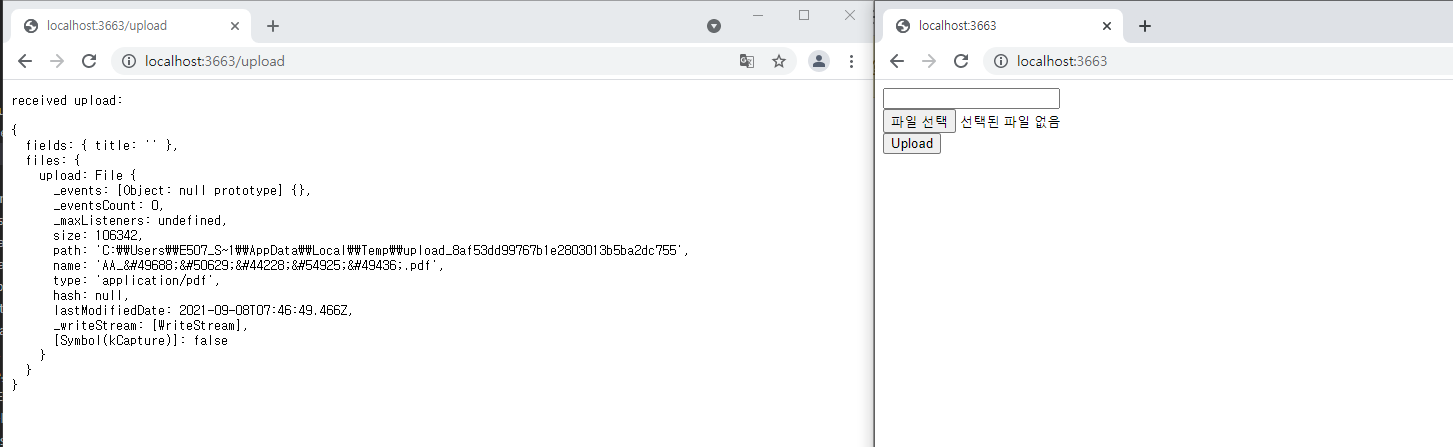 localhost:3663/upload
localhost:3663/upload
received upload:
{
  fields: { title: '' },
  files: {
    upload: File {
      _events: [Object: null prototype] {},
      _eventsCount: 0,
      _maxListeners: undefined,
      size: 106342,
      path: 'C:₩₩Users₩₩E507_S~1₩₩AppData₩₩Local₩₩Temp₩₩upload_8af53dd99767b1e2803013b5ba2dc755',
      name: 'AA_&#49688;&#50629;&#44228;&#54925;&#49436;.pdf',
      type: 'application/pdf',
      hash: null,
      lastModifiedDate: 2021-09-08T07:46:49.466Z,
      _writeStream: [WriteStream],
      [Symbol(kCapture)]: false
    }
  }
}
localhost:3663
localhost:3663
파일 선택 선택된 파일 없음
Upload